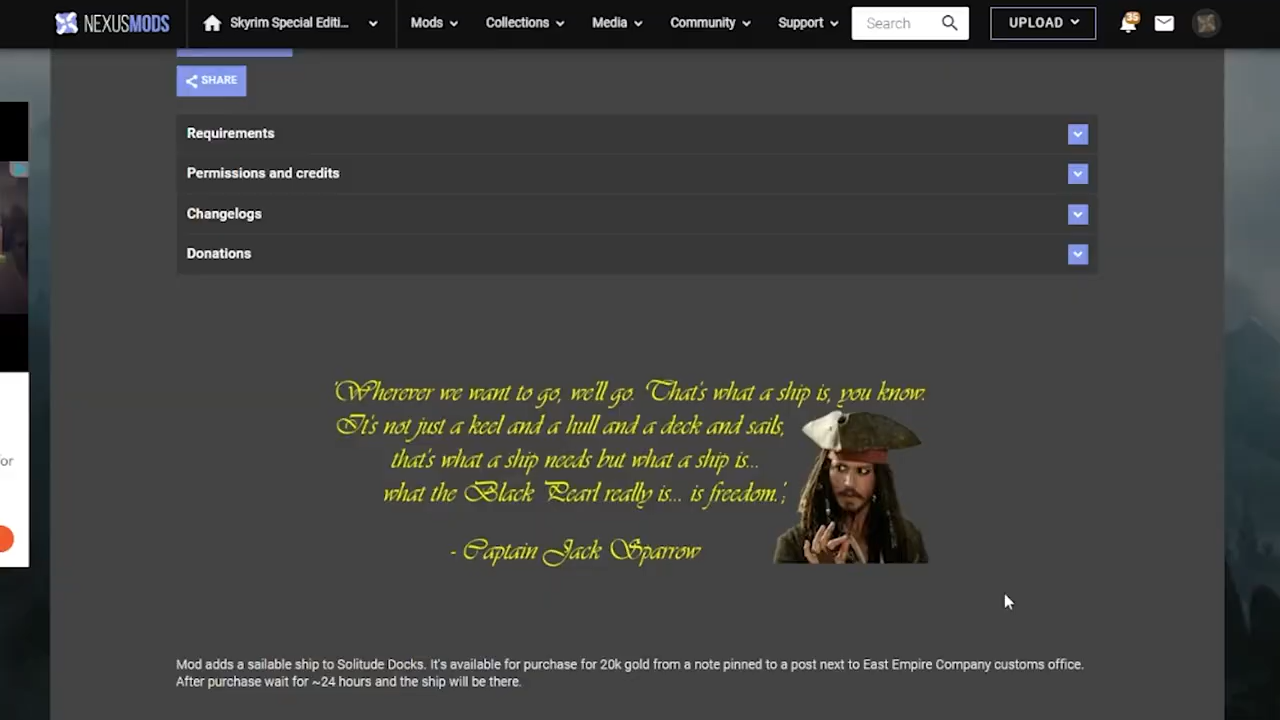 NEXUSMODS Skyrim Special Editi... Mods Collections Media Community Support Search UPLOAD 35
SHARE
Requirements
Permissions and credits
Changelogs
Donations
'Wherever we want to go, we'll go. That's what a ship is, you know.
It's not just a keel and a hull and a deck and sails,
that's what a ship needs but what a ship is...
what the Black Pearl really is... is freedom.';
- Captain Jack Sparrow
for
Mod adds a sailable ship to Solitude Docks. It's available for purchase for 20k gold from a note pinned to a post next to East Empire Company customs office.
After purchase wait for ~24 hours and the ship will be there.